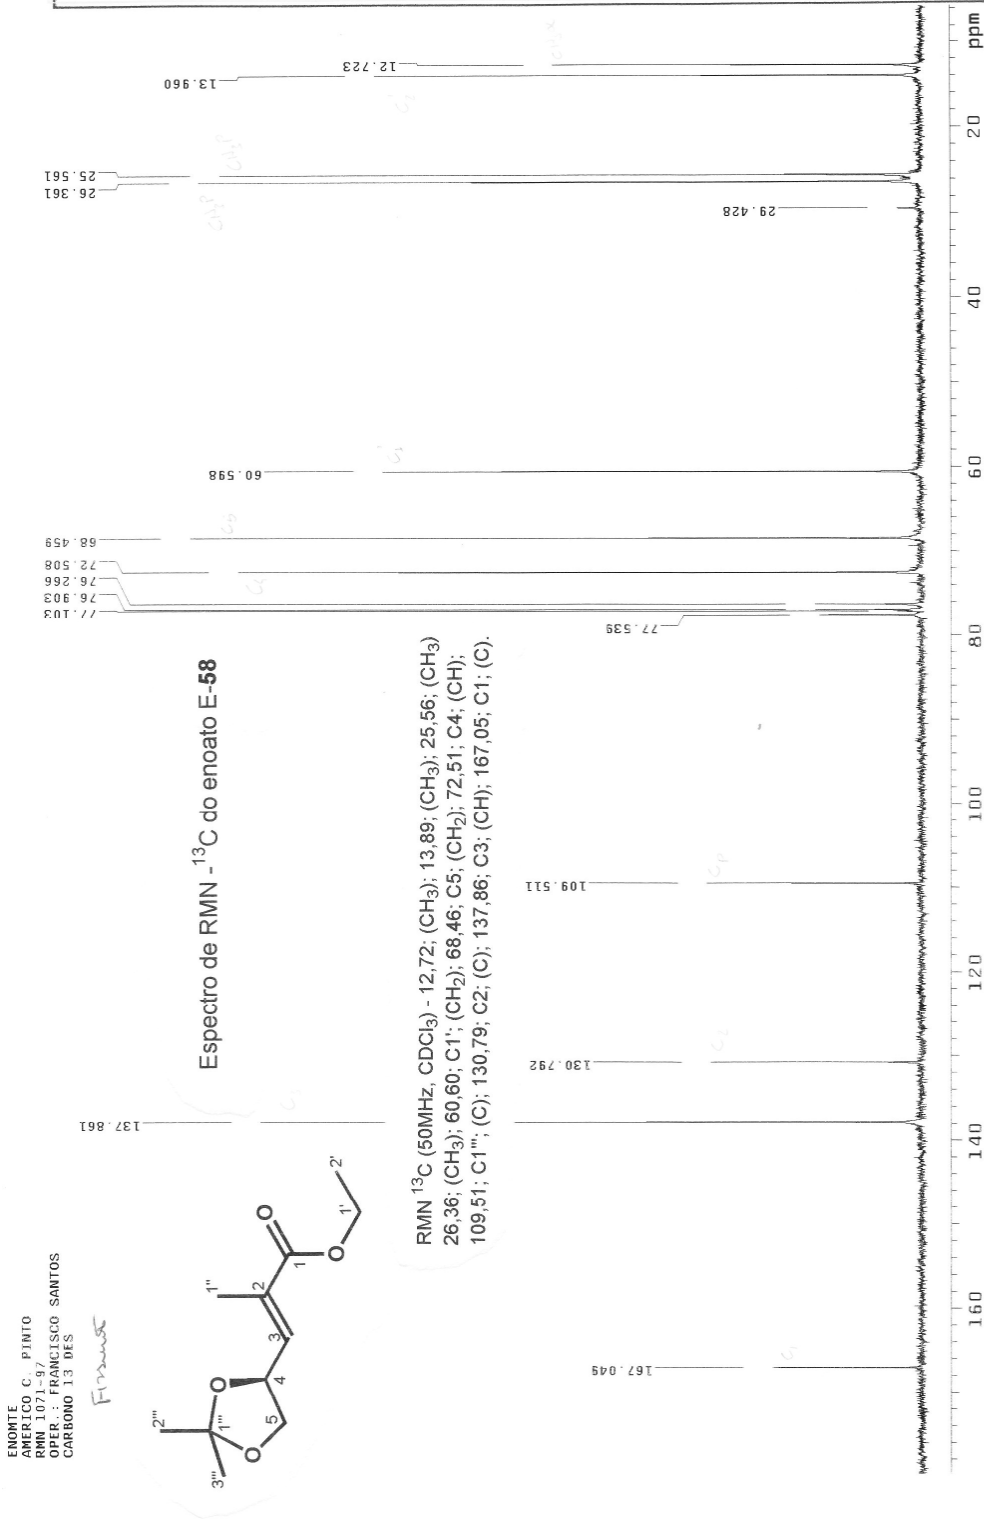 ENOMTE
AMERICO C. PINTO
RMN 1071-97
OPER.: FRANCISCO SANTOS
CARBONO 13 DES
Espectro de RMN -¹³C do enoato E-58
RMN ¹³C (50MHz, CDCl₃) - 12,72; (CH₃); 13,89; (CH₃); 25,56; (CH₃)
26,36; (CH₃); 60,60; C1'; (CH₂); 68,46; C5; (CH₂); 72,51; C4; (CH);
109,51; C1'''; (C); 130,79; C2; (C); 137,86; C3; (CH); 167,05; C1; (C).
2'''
3'''
1'''
O
O
5
4
3
2
1''
1
O
O
1'
2'
167.049
137.861
130.792
109.511
77.539
77.103
76.903
76.266
72.508
68.459
60.598
29.428
26.361
25.561
13.960
12.723
160
140
120
100
80
60
40
20
ppm